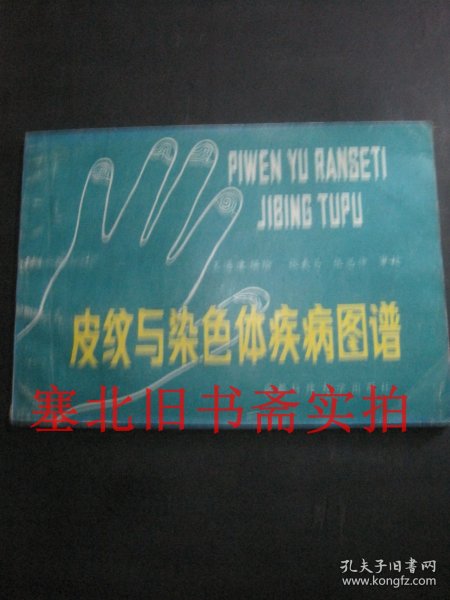 PIWEN YU RANSETI
JIBING TUPU
皮纹与染色体疾病图谱
塞北旧书斋实拍
孔夫子旧书网
www.kongfz.com